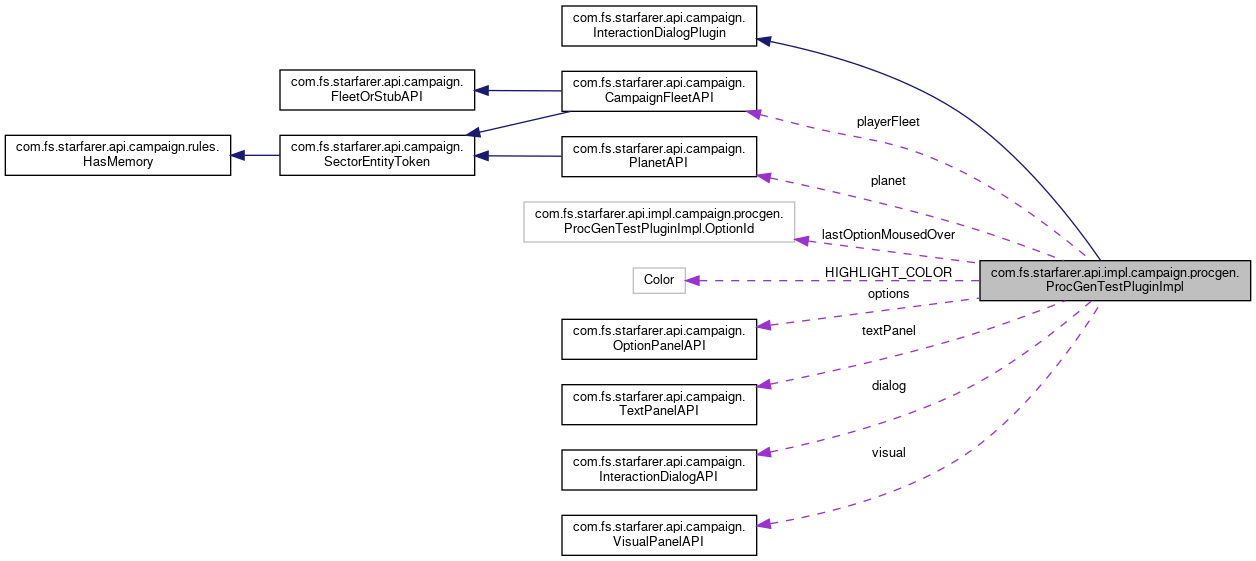 com.fs.starfarer.api.campaign.
InteractionDialogPlugin
com.fs.starfarer.api.campaign.
FleetOrStubAPI
com.fs.starfarer.api.campaign.
CampaignFleetAPI
playerFleet
com.fs.starfarer.api.campaign.rules.
HasMemory
com.fs.starfarer.api.campaign.
SectorEntityToken
com.fs.starfarer.api.campaign.
PlanetAPI
planet
com.fs.starfarer.api.impl.campaign.procgen.
ProcGenTestPluginImpl.OptionId
lastOptionMousedOver
Color
HIGHLIGHT_COLOR
com.fs.starfarer.api.impl.campaign.procgen.
ProcGenTestPluginImpl
options
com.fs.starfarer.api.campaign.
OptionPanelAPI
textPanel
com.fs.starfarer.api.campaign.
TextPanelAPI
dialog
com.fs.starfarer.api.campaign.
InteractionDialogAPI
visual
com.fs.starfarer.api.campaign.
VisualPanelAPI